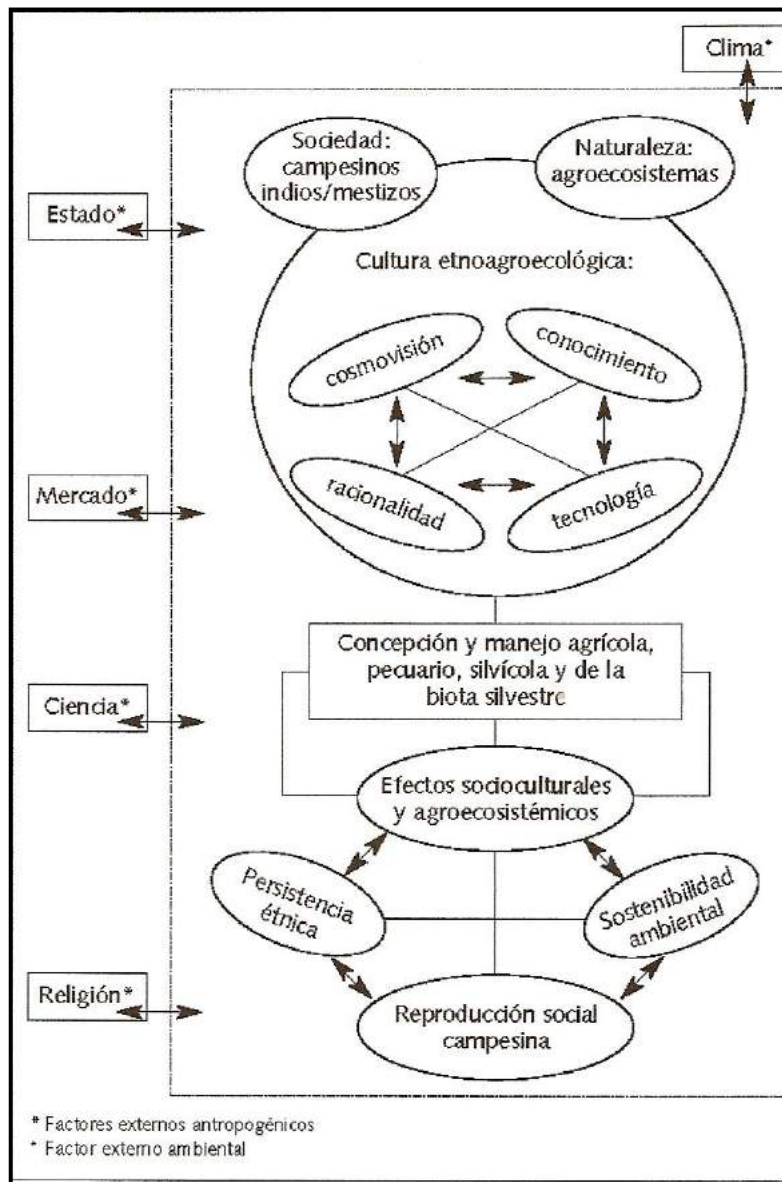 Clima*
Sociedad:
campesinos
indios/mestizos
Naturaleza:
agroecosistemas
Estado*
Cultura etnoagroecológica:
cosmovisión
conocimiento
racionalidad
tecnología
Mercado*
Concepción y manejo agrícola,
pecuario, silvícola y de la
biota silvestre
Ciencia*
Efectos socioculturales
y agroecosistémicos
Persistencia
étnica
Sostenibilidad
ambiental
Religión*
Reproducción social
campesina
* Factores externos antropogénicos
* Factor externo ambiental